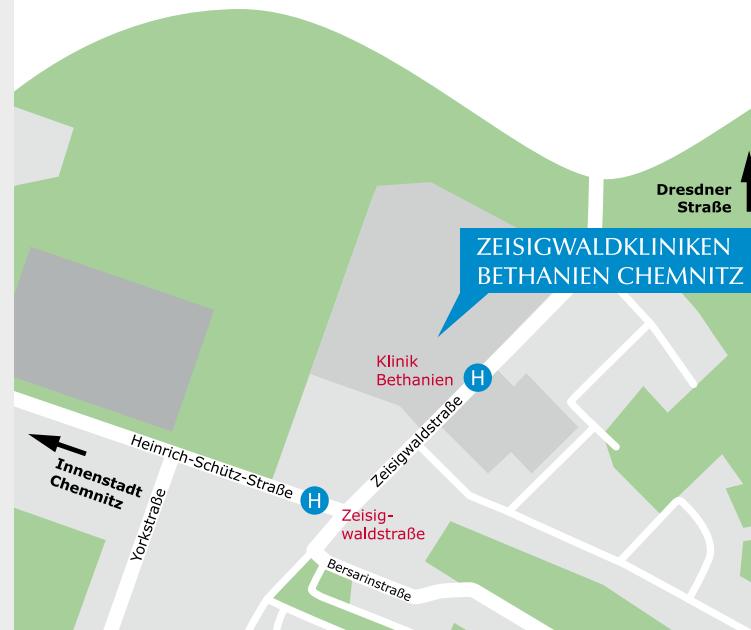 Dresdner
Straße
ZEISIGWALDKLINIKEN
BETHANIEN CHEMNITZ
Klinik
Bethanien
H
Zeisigwaldstraße
Heinrich-Schütz-Straße
Innenstadt
Chemnitz
H
Zeisig-
waldstraße
Yorkstraße
Bersarinstraße